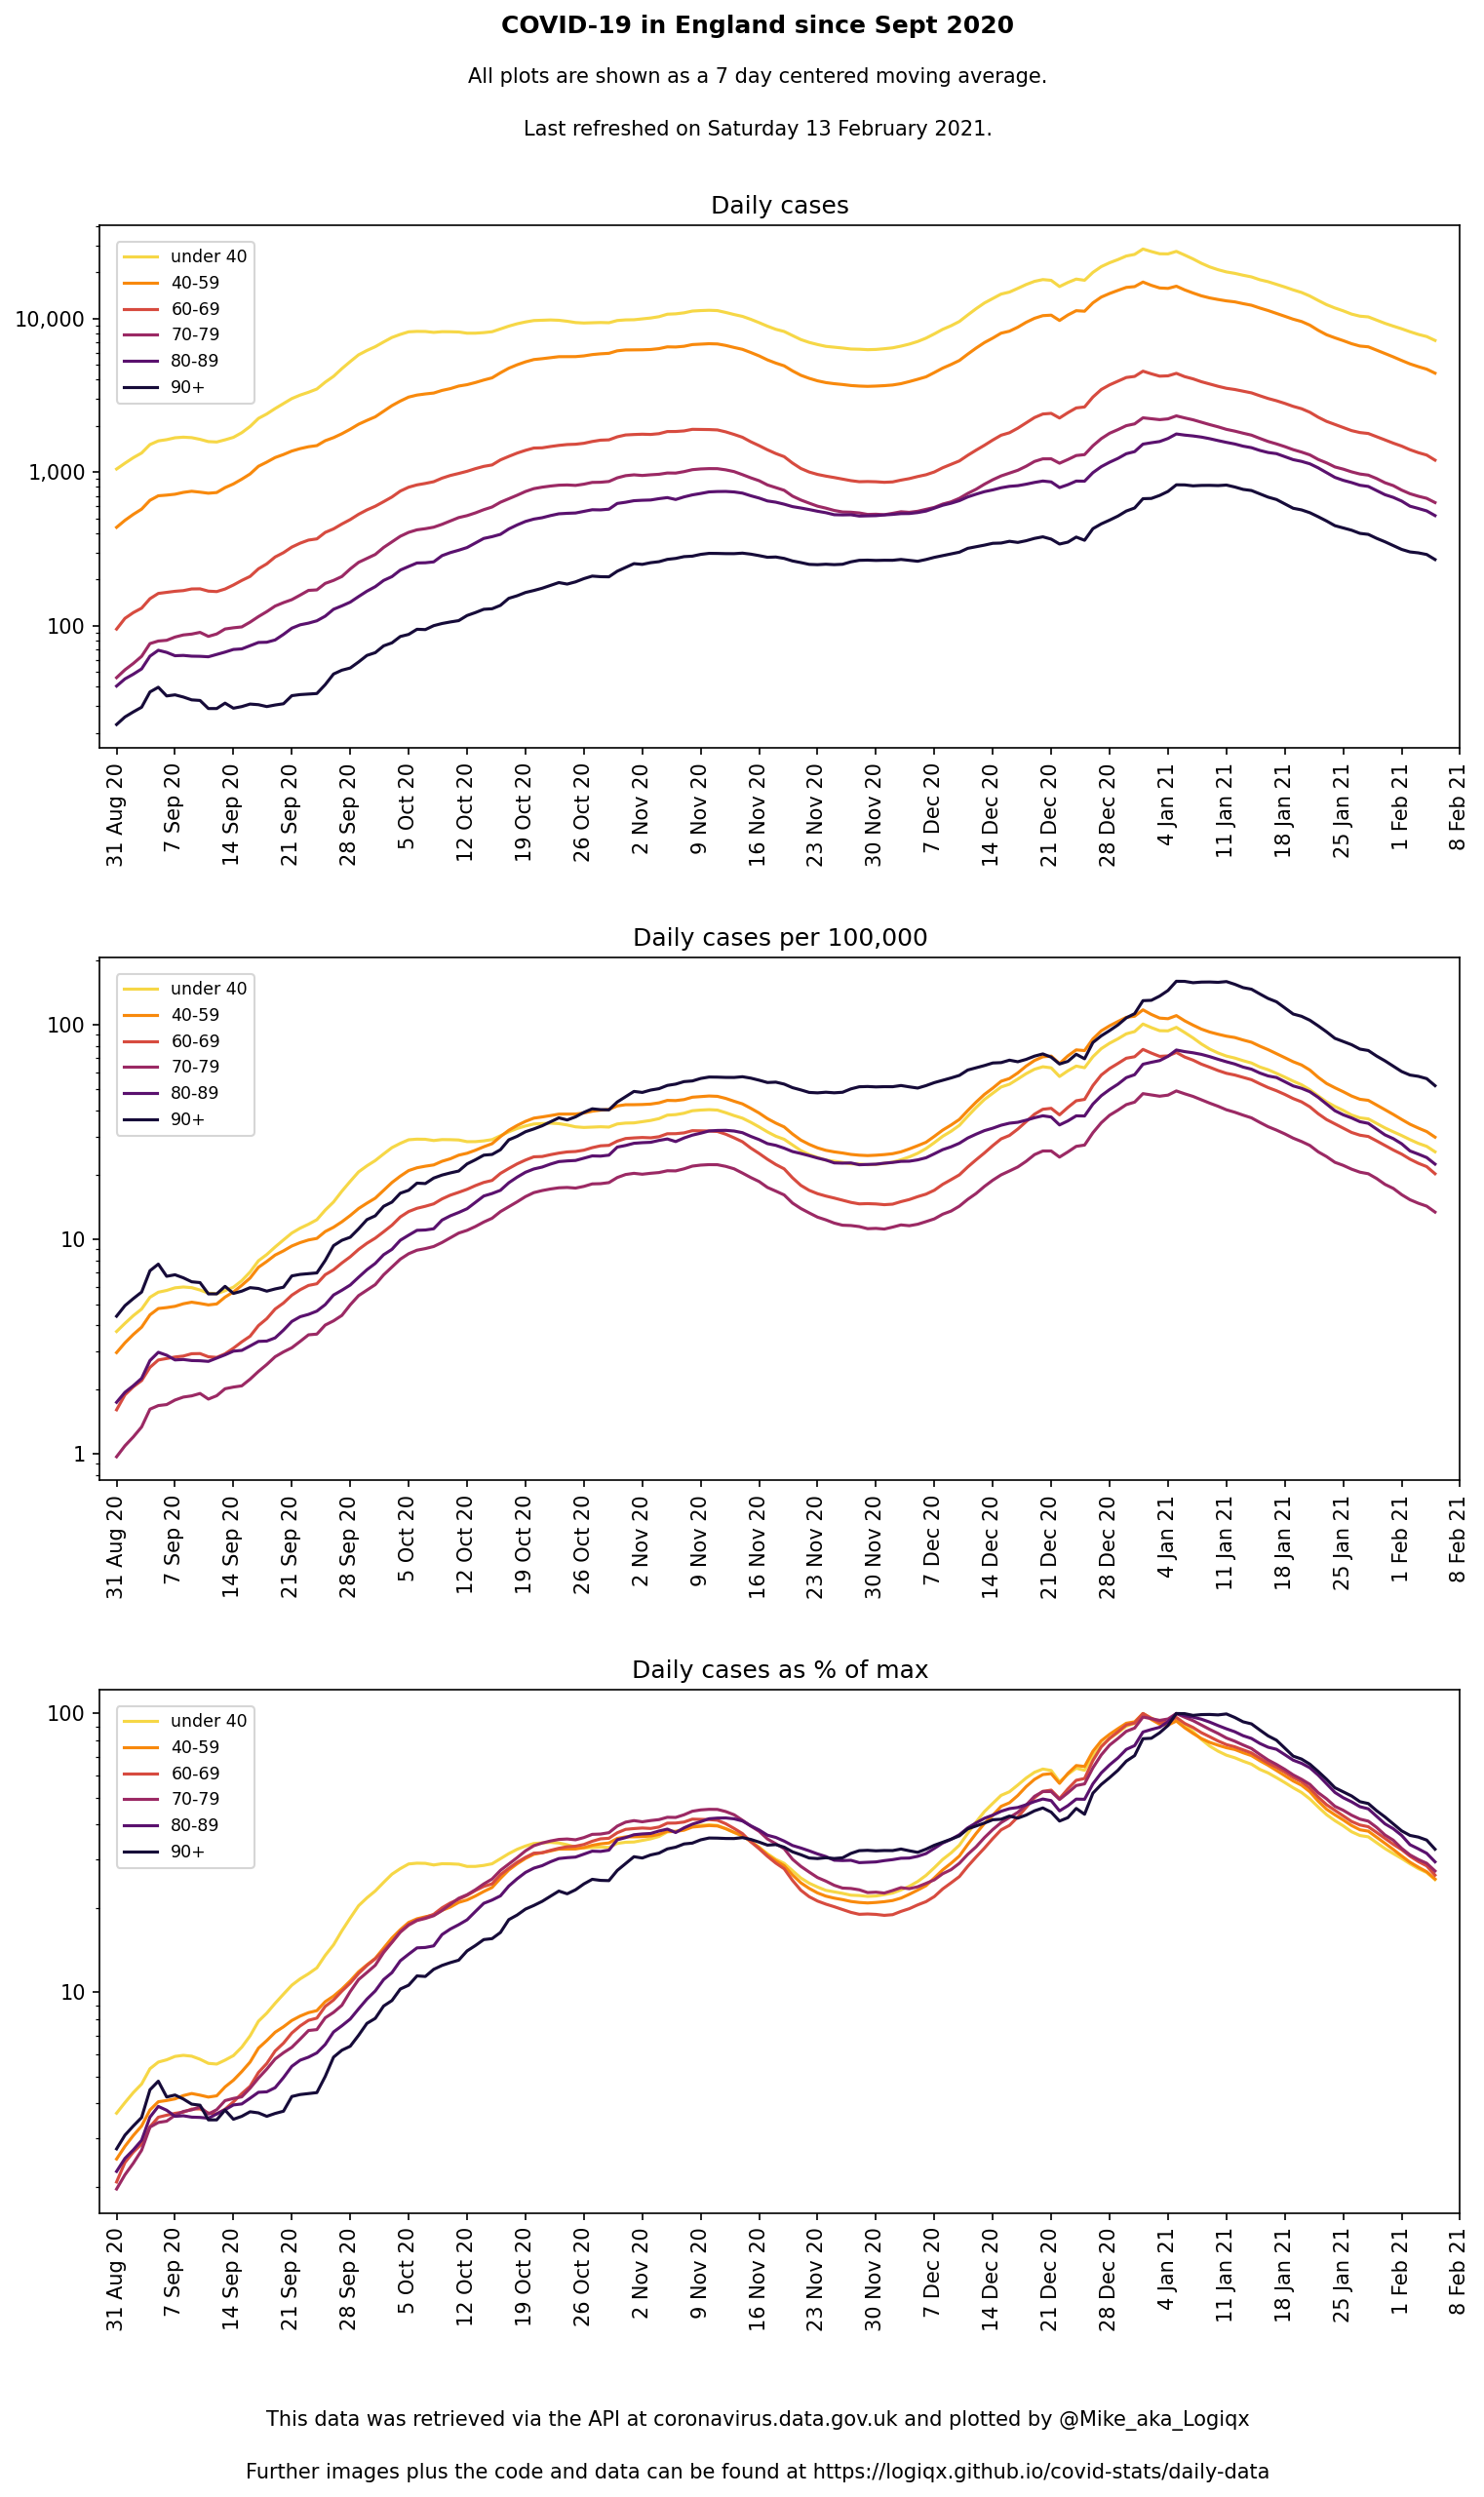 COVID-19 in England since Sept 2020
All plots are shown as a 7 day centered moving average.
Last refreshed on Saturday 13 February 2021.
Daily cases
under 40
40-59
60-69
70-79
80-89
90+
10,000
1,000
100
31 Aug 20
7 Sep 20
14 Sep 20
21 Sep 20
28 Sep 20
5 Oct 20
12 Oct 20
19 Oct 20
26 Oct 20
2 Nov 20
9 Nov 20
16 Nov 20
23 Nov 20
30 Nov 20
7 Dec 20
14 Dec 20
21 Dec 20
28 Dec 20
4 Jan 21
11 Jan 21
18 Jan 21
25 Jan 21
1 Feb 21
8 Feb 21
Daily cases per 100,000
under 40
40-59
60-69
70-79
80-89
90+
100
10
1
31 Aug 20
7 Sep 20
14 Sep 20
21 Sep 20
28 Sep 20
5 Oct 20
12 Oct 20
19 Oct 20
26 Oct 20
2 Nov 20
9 Nov 20
16 Nov 20
23 Nov 20
30 Nov 20
7 Dec 20
14 Dec 20
21 Dec 20
28 Dec 20
4 Jan 21
11 Jan 21
18 Jan 21
25 Jan 21
1 Feb 21
8 Feb 21
Daily cases as % of max
under 40
40-59
60-69
70-79
80-89
90+
100
10
31 Aug 20
7 Sep 20
14 Sep 20
21 Sep 20
28 Sep 20
5 Oct 20
12 Oct 20
19 Oct 20
26 Oct 20
2 Nov 20
9 Nov 20
16 Nov 20
23 Nov 20
30 Nov 20
7 Dec 20
14 Dec 20
21 Dec 20
28 Dec 20
4 Jan 21
11 Jan 21
18 Jan 21
25 Jan 21
1 Feb 21
8 Feb 21
This data was retrieved via the API at coronavirus.data.gov.uk and plotted by @Mike_aka_Logiqx
Further images plus the code and data can be found at https://logiqx.github.io/covid-stats/daily-data